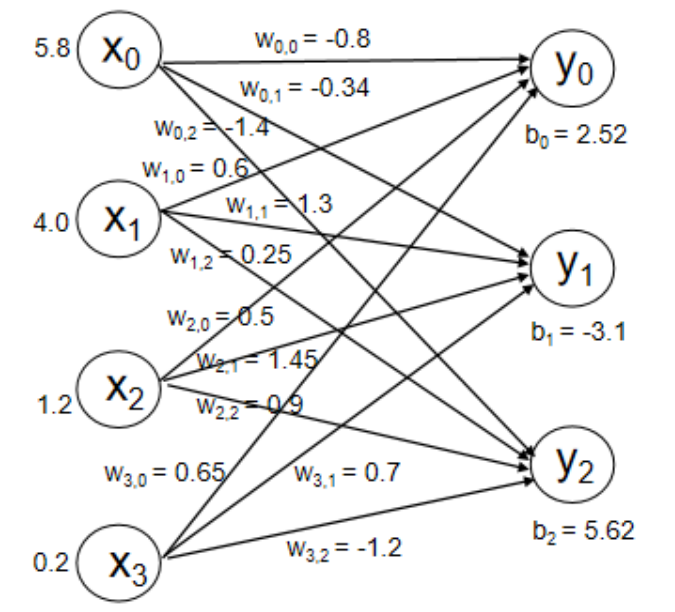 5.8 x0 w0,0 = -0.8 y0
w0,1 = -0.34
w0,2 = -1.4 b0 = 2.52
w1,0 = 0.6
4.0 x1 w1,1 = 1.3
w1,2 = 0.25 y1
w2,0 = 0.5 b1 = -3.1
w2,1 = 1.45
1.2 x2 w2,2 = 0.9
w3,0 = 0.65 w3,1 = 0.7 y2
b2 = 5.62
0.2 x3 w3,2 = -1.2